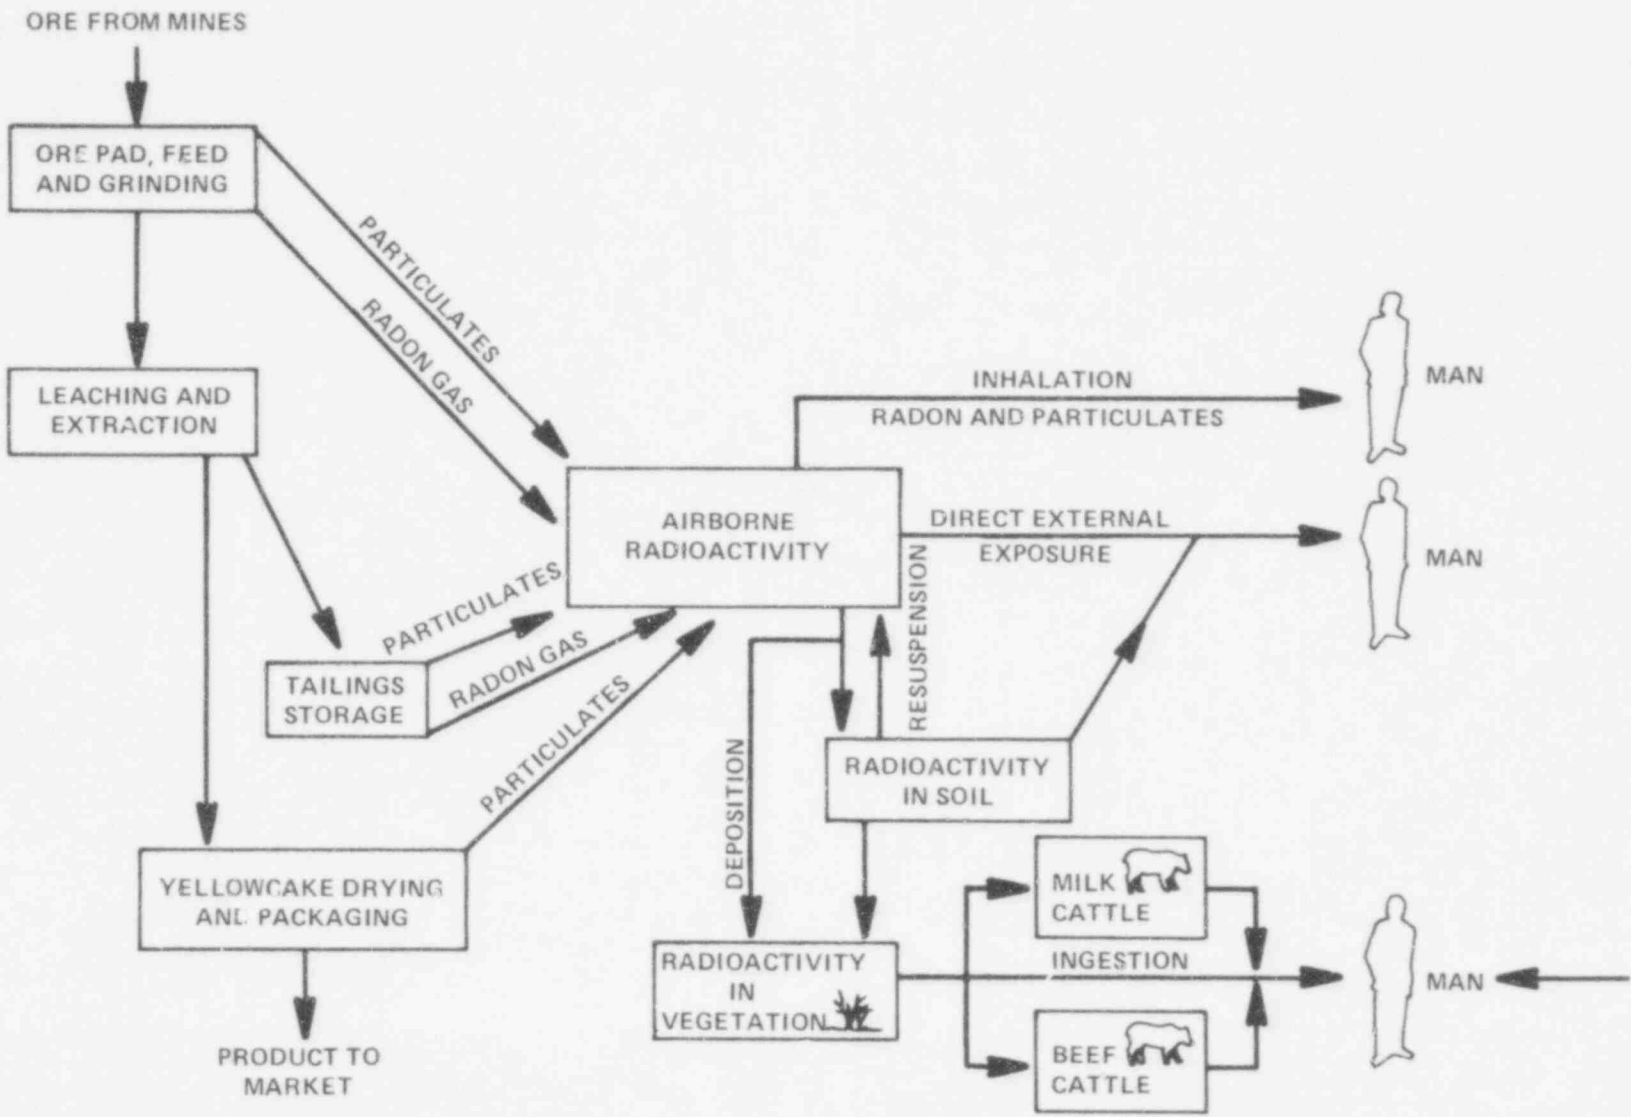 ORE FROM MINES
ORE PAD, FEED
AND GRINDING
PARTICULATES
RADON GAS
LEACHING AND
EXTRACTION
INHALATION
RADON AND PARTICULATES
MAN
AIRBORNE
RADIOACTIVITY
DIRECT EXTERNAL
EXPOSURE
MAN
PARTICULATES
RADON GAS
TAILINGS
STORAGE
PARTICULATES
RESUSPENSION
DEPOSITION
RADIOACTIVITY
IN SOIL
YELLOWCAKE DRYING
AND PACKAGING
MILK
CATTLE
RADIOACTIVITY
IN
VEGETATION
INGESTION
MAN
BEEF
CATTLE
PRODUCT TO
MARKET